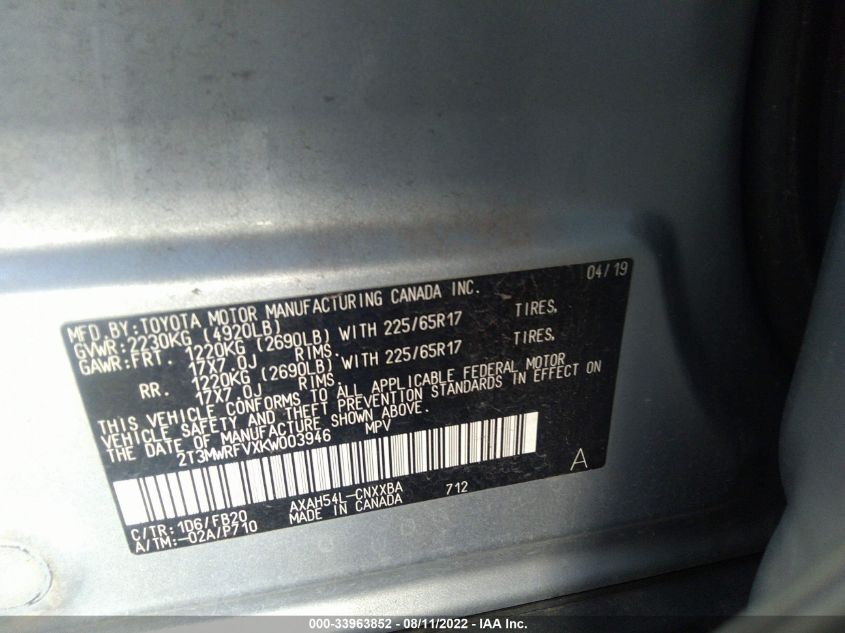 04/19
MFD.BY:TOYOTA MOTOR MANUFACTURING CANADA INC.
GVWR:2230KG (4920LB)
GAWR:FRT. 1220KG (2690LB) WITH 225/65R17 TIRES,
17X7.0J RIMS.
RR. 1220KG (2690LB) WITH 225/65R17 TIRES,
17X7.0J RIMS.
THIS VEHICLE CONFORMS TO ALL APPLICABLE FEDERAL MOTOR
VEHICLE SAFETY AND THEFT PREVENTION STANDARDS IN EFFECT ON
THE DATE OF MANUFACTURE SHOWN ABOVE.
2T3MWRFVXKW003946 MPV
A
C/TR:1D6/FB20 AXAH54L-CNXXBA 712
A/TM:-02A/P710 MADE IN CANADA
000-33963852 - 08/11/2022 - IAA Inc.